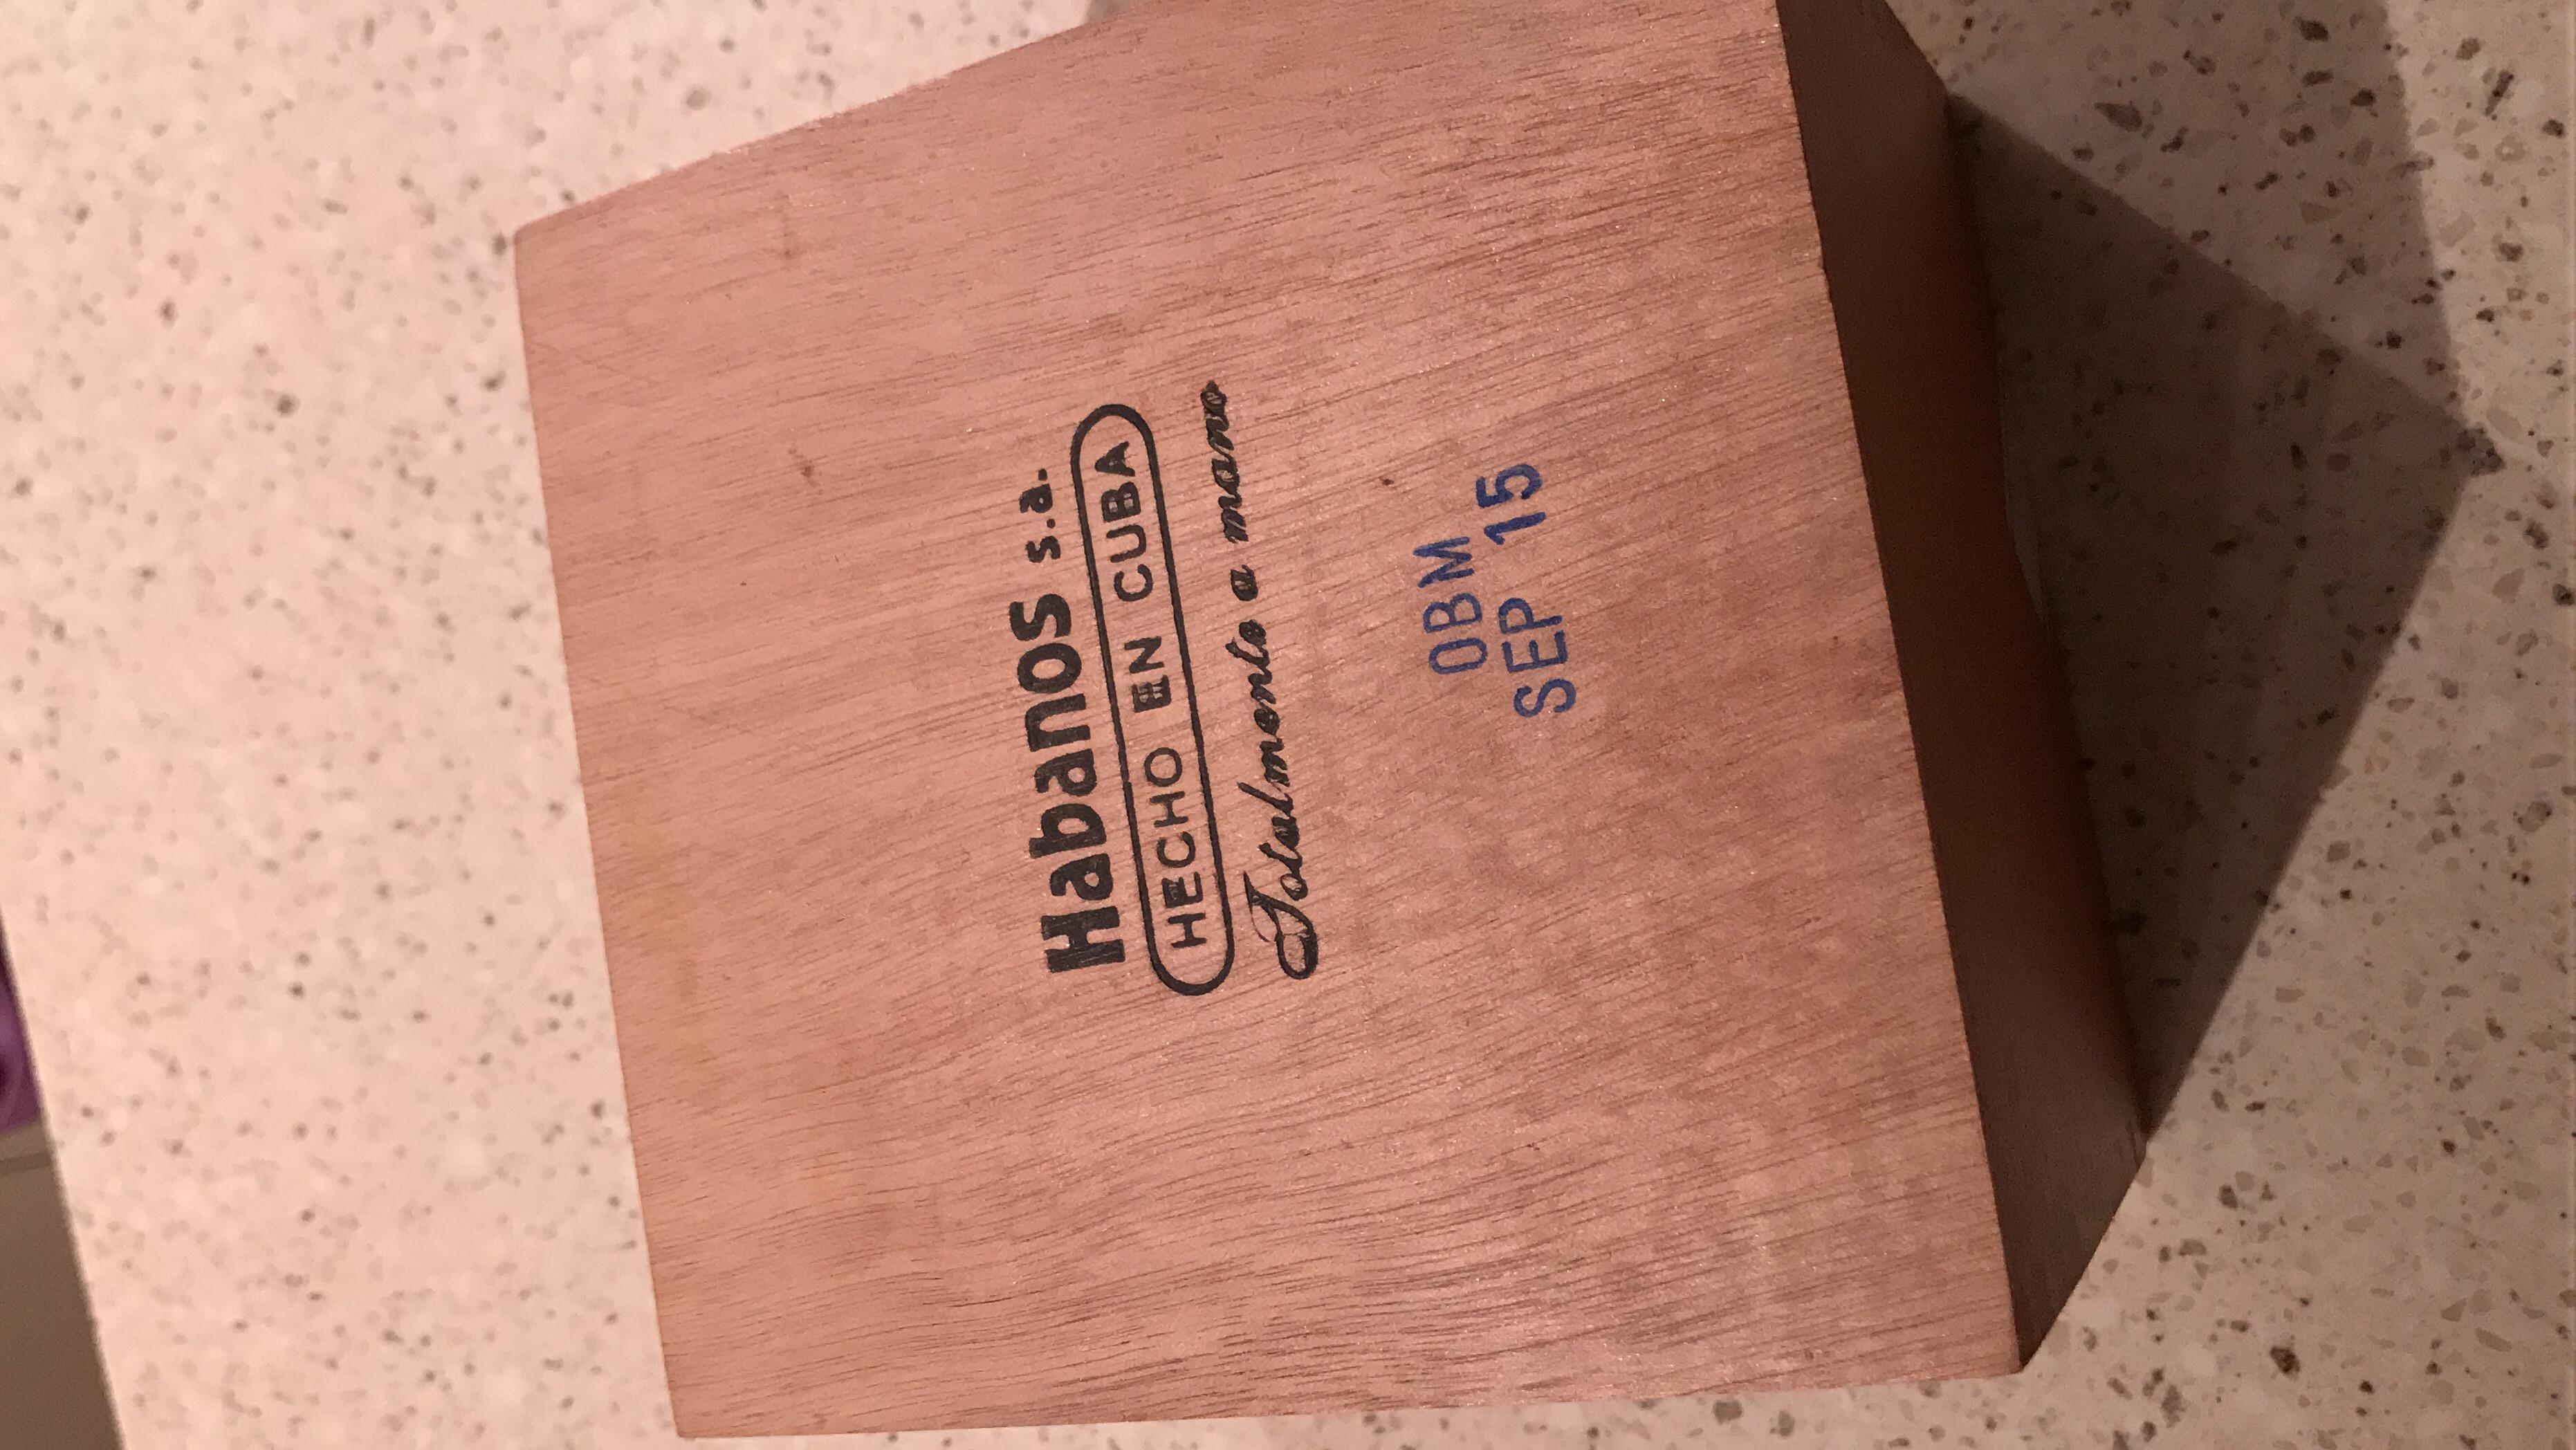 Habanos s.a.
HECHO EN CUBA
Totalmente a mano
OBM
SEP 15